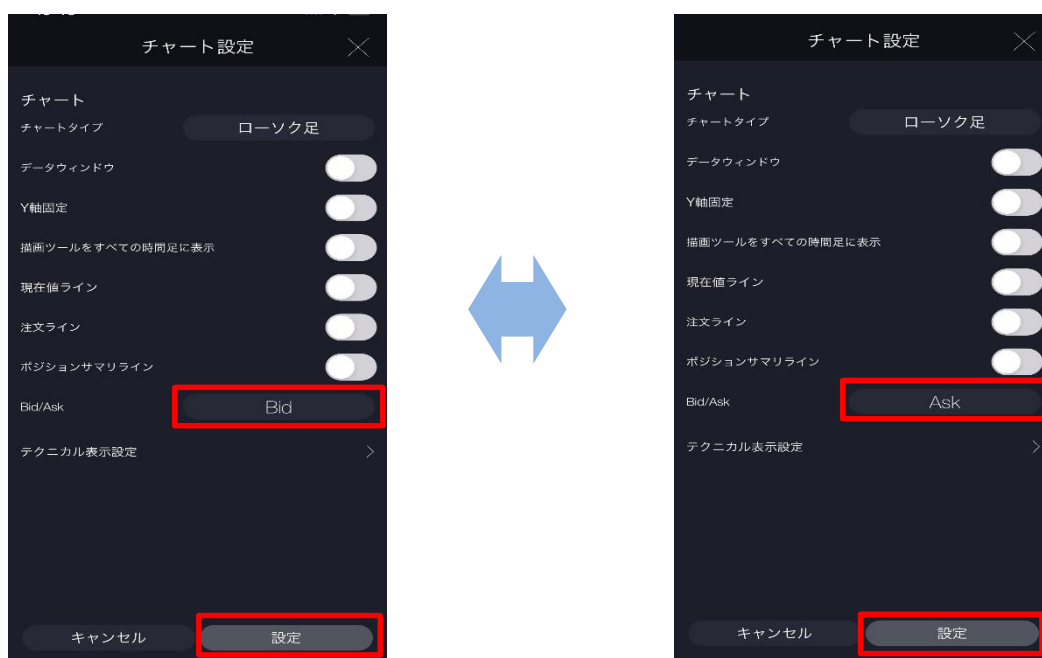 チャート設定
チャート
チャートタイプ ローソク足
データウィンドウ
Y軸固定
描画ツールをすべての時間足に表示
現在値ライン
注文ライン
ポジションサマリライン
Bid/Ask Bid
テクニカル表示設定
キャンセル 設定
チャート設定
チャート
チャートタイプ ローソク足
データウィンドウ
Y軸固定
描画ツールをすべての時間足に表示
現在値ライン
注文ライン
ポジションサマリライン
Bid/Ask Ask
テクニカル表示設定
キャンセル 設定